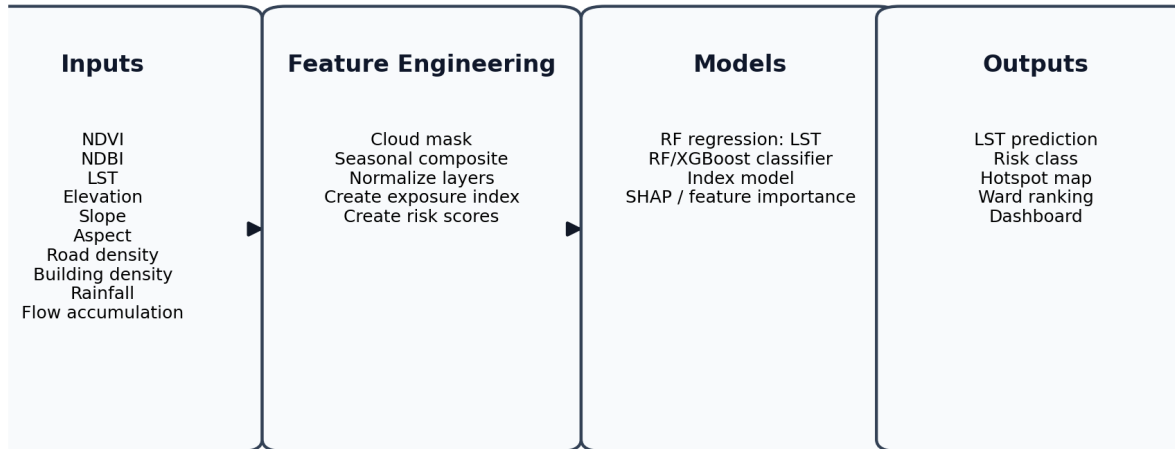 Inputs
NDVI
NDBI
LST
Elevation
Slope
Aspect
Road density
Building density
Rainfall
Flow accumulation
Feature Engineering
Cloud mask
Seasonal composite
Normalize layers
Create exposure index
Create risk scores
Models
RF regression: LST
RF/XGBoost classifier
Index model
SHAP / feature importance
Outputs
LST prediction
Risk class
Hotspot map
Ward ranking
Dashboard